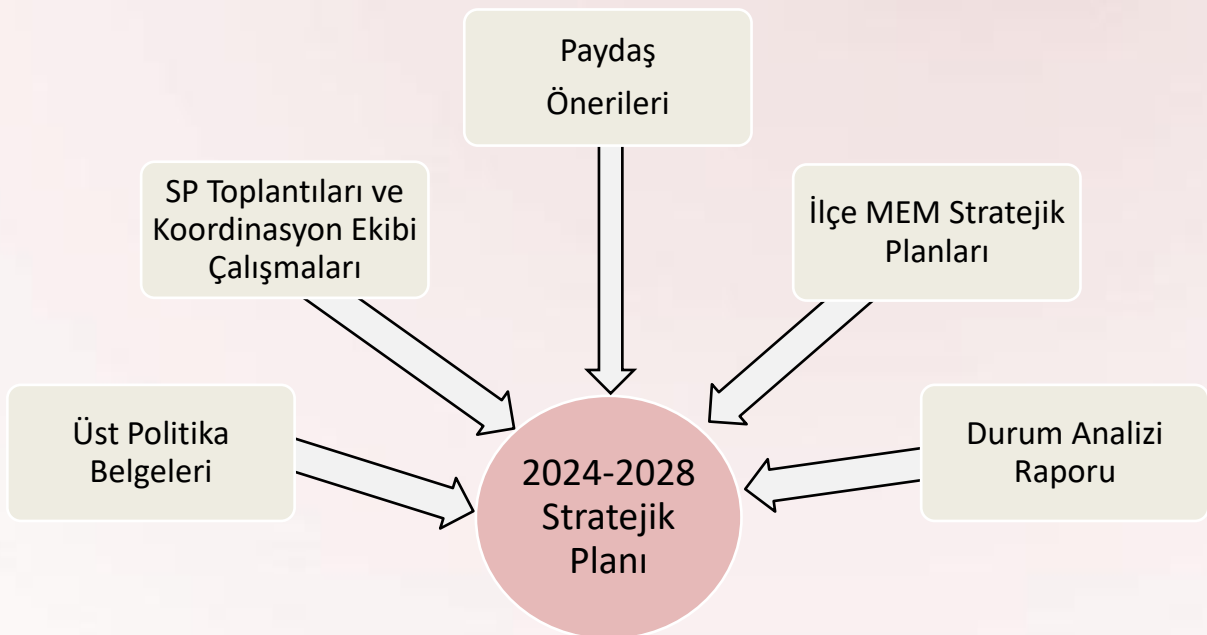 Paydaş
Önerileri
SP Toplantıları ve
Koordinasyon Ekibi
Çalışmaları
İlçe MEM Stratejik
Planları
Üst Politika
Belgeleri
2024-2028
Stratejik
Planı
Durum Analizi
Raporu